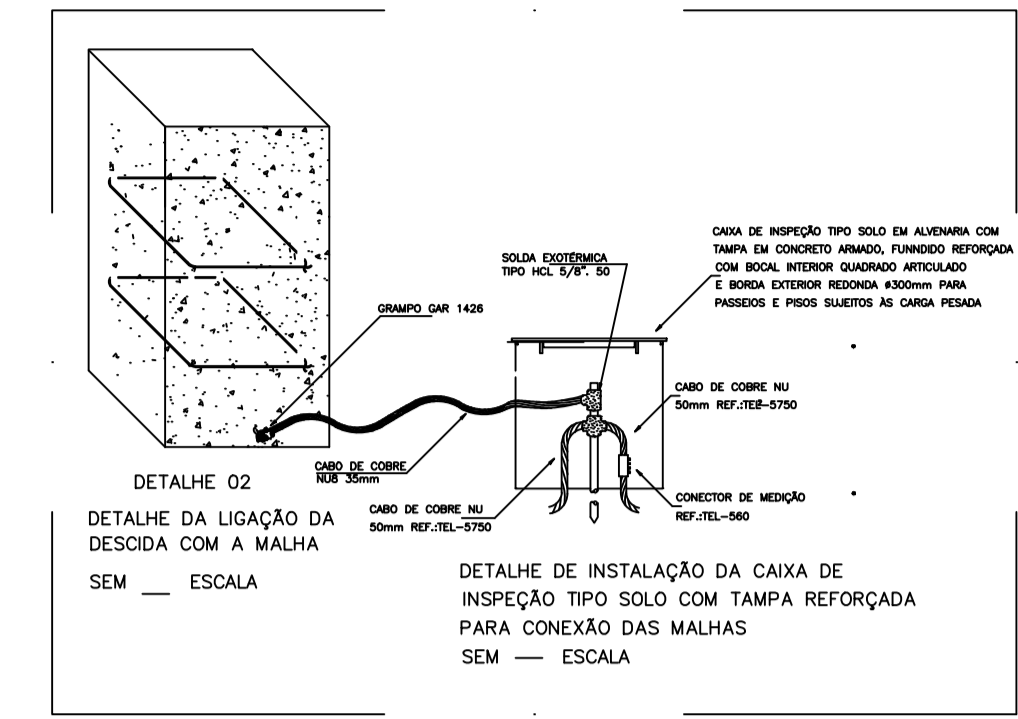 CAIXA DE INSPEÇÃO TIPO SOLO EM ALVENARIA COM
TAMPA EM CONCRETO ARMADO, FUNNDIDO REFORÇADA
COM BOCAL INTERIOR QUADRADO ARTICULADO
E BORDA EXTERIOR REDONDA ø300mm PARA
PASSEIOS E PISOS SUJEITOS ÀS CARGA PESADA
SOLDA EXOTÉRMICA
TIPO HCL 5/8". 50
GRAMPO GAR 1426
CABO DE COBRE NU
50mm REF.:TEL²-5750
CABO DE COBRE
NU8 35mm
CABO DE COBRE NU
50mm REF.:TEL-5750
CONECTOR DE MEDIÇÃO
REF.:TEL-560
DETALHE 02
DETALHE DA LIGAÇÃO DA
DESCIDA COM A MALHA
SEM __ ESCALA
DETALHE DE INSTALAÇÃO DA CAIXA DE
INSPEÇÃO TIPO SOLO COM TAMPA REFORÇADA
PARA CONEXÃO DAS MALHAS
SEM — ESCALA